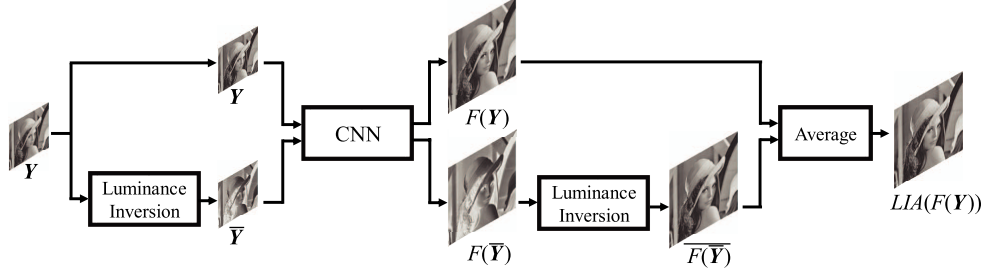 Y
Y
Luminance
Inversion
Y̅
CNN
F(Y)
F(Y̅)
Luminance
Inversion
F(Y̅)̅
Average
LIA(F(Y))